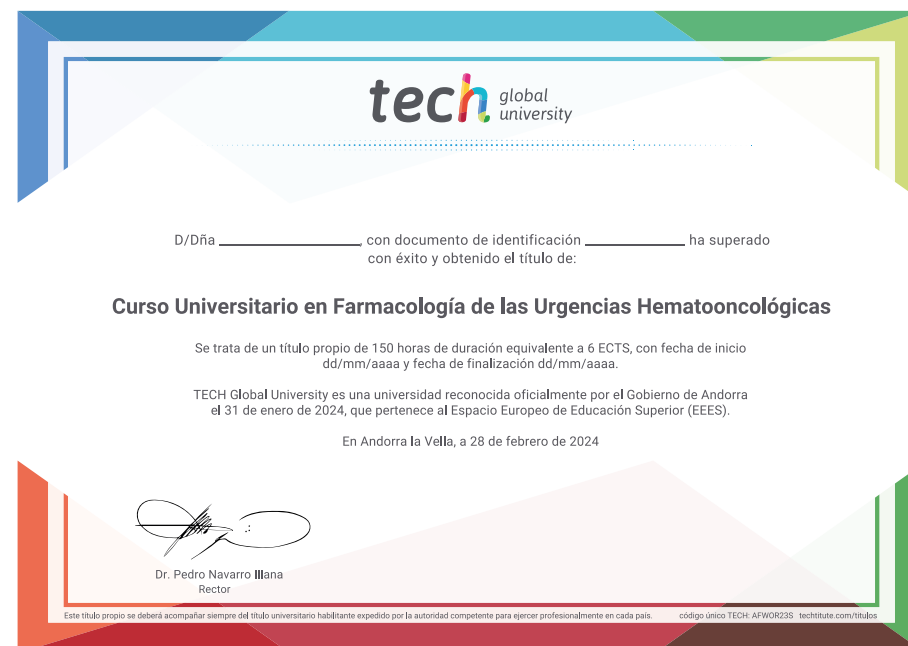 tech global university
D/Dña ______________, con documento de identificación __________ ha superado
con éxito y obtenido el título de:
Curso Universitario en Farmacología de las Urgencias Hematooncológicas
Se trata de un título propio de 150 horas de duración equivalente a 6 ECTS, con fecha de inicio
dd/mm/aaaa y fecha de finalización dd/mm/aaaa.
TECH Global University es una universidad reconocida oficialmente por el Gobierno de Andorra
el 31 de enero de 2024, que pertenece al Espacio Europeo de Educación Superior (EEES).
En Andorra la Vella, a 28 de febrero de 2024
Dr. Pedro Navarro Illana
Rector
Este título propio se deberá acompañar siempre del título universitario habilitante expedido por la autoridad competente para ejercer profesionalmente en cada país. código único TECH: AFWOR23S techtitute.com/titulos